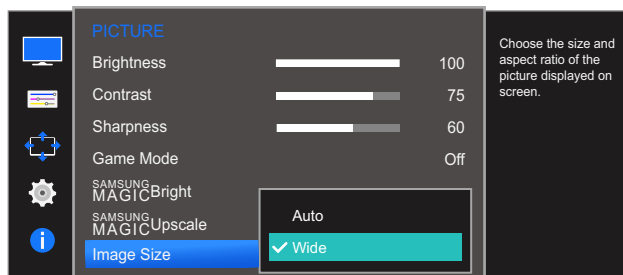 PICTURE
Brightness 100
Contrast 75
Sharpness 60
Game Mode Off
SAMSUNG
MAGICBright
SAMSUNG
MAGICUpscale
Image Size
Auto
Wide
Choose the size and
aspect ratio of the
picture displayed on
screen.